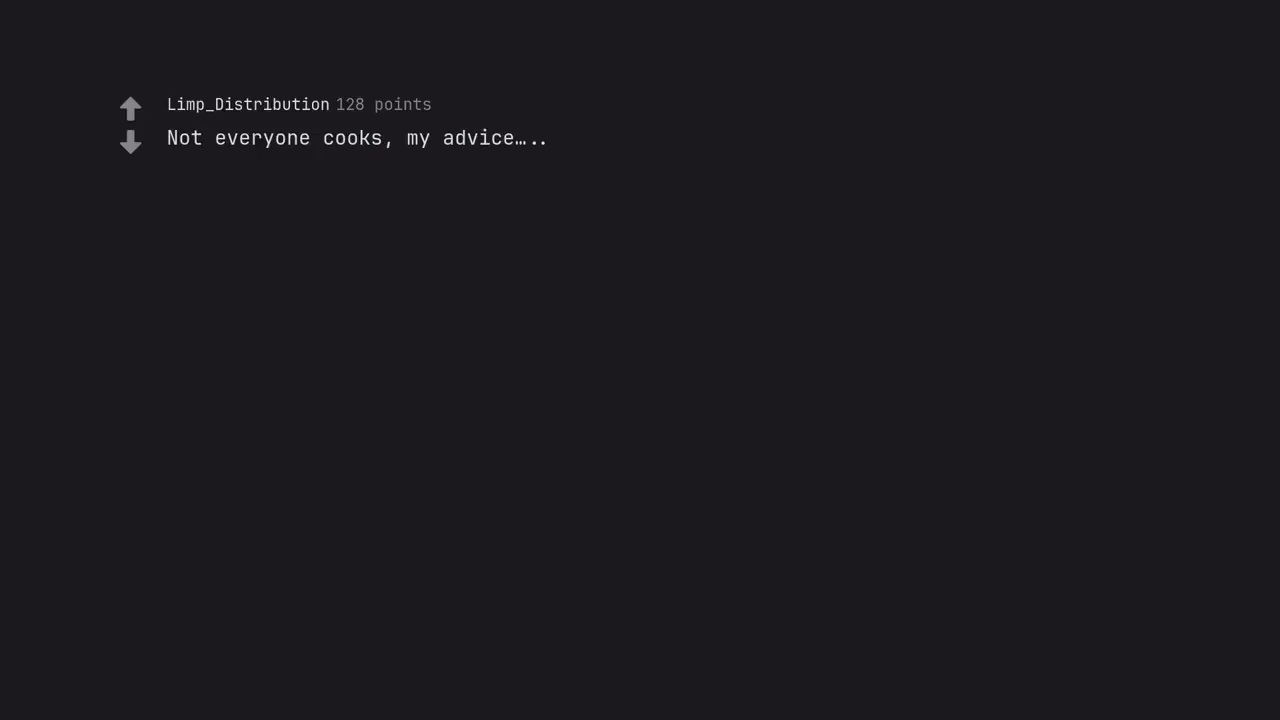 Limp_Distribution 128 points
Not everyone cooks, my advice…..